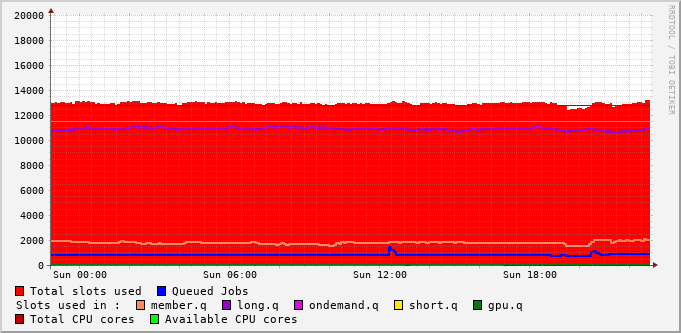 RRDTOOL / TOBI OETIKER
20000
18000
16000
14000
12000
10000
8000
6000
4000
2000
0
Sun 00:00 Sun 06:00 Sun 12:00 Sun 18:00
Total slots used Queued Jobs
Slots used in : member.q long.q ondemand.q short.q gpu.q
Total CPU cores Available CPU cores